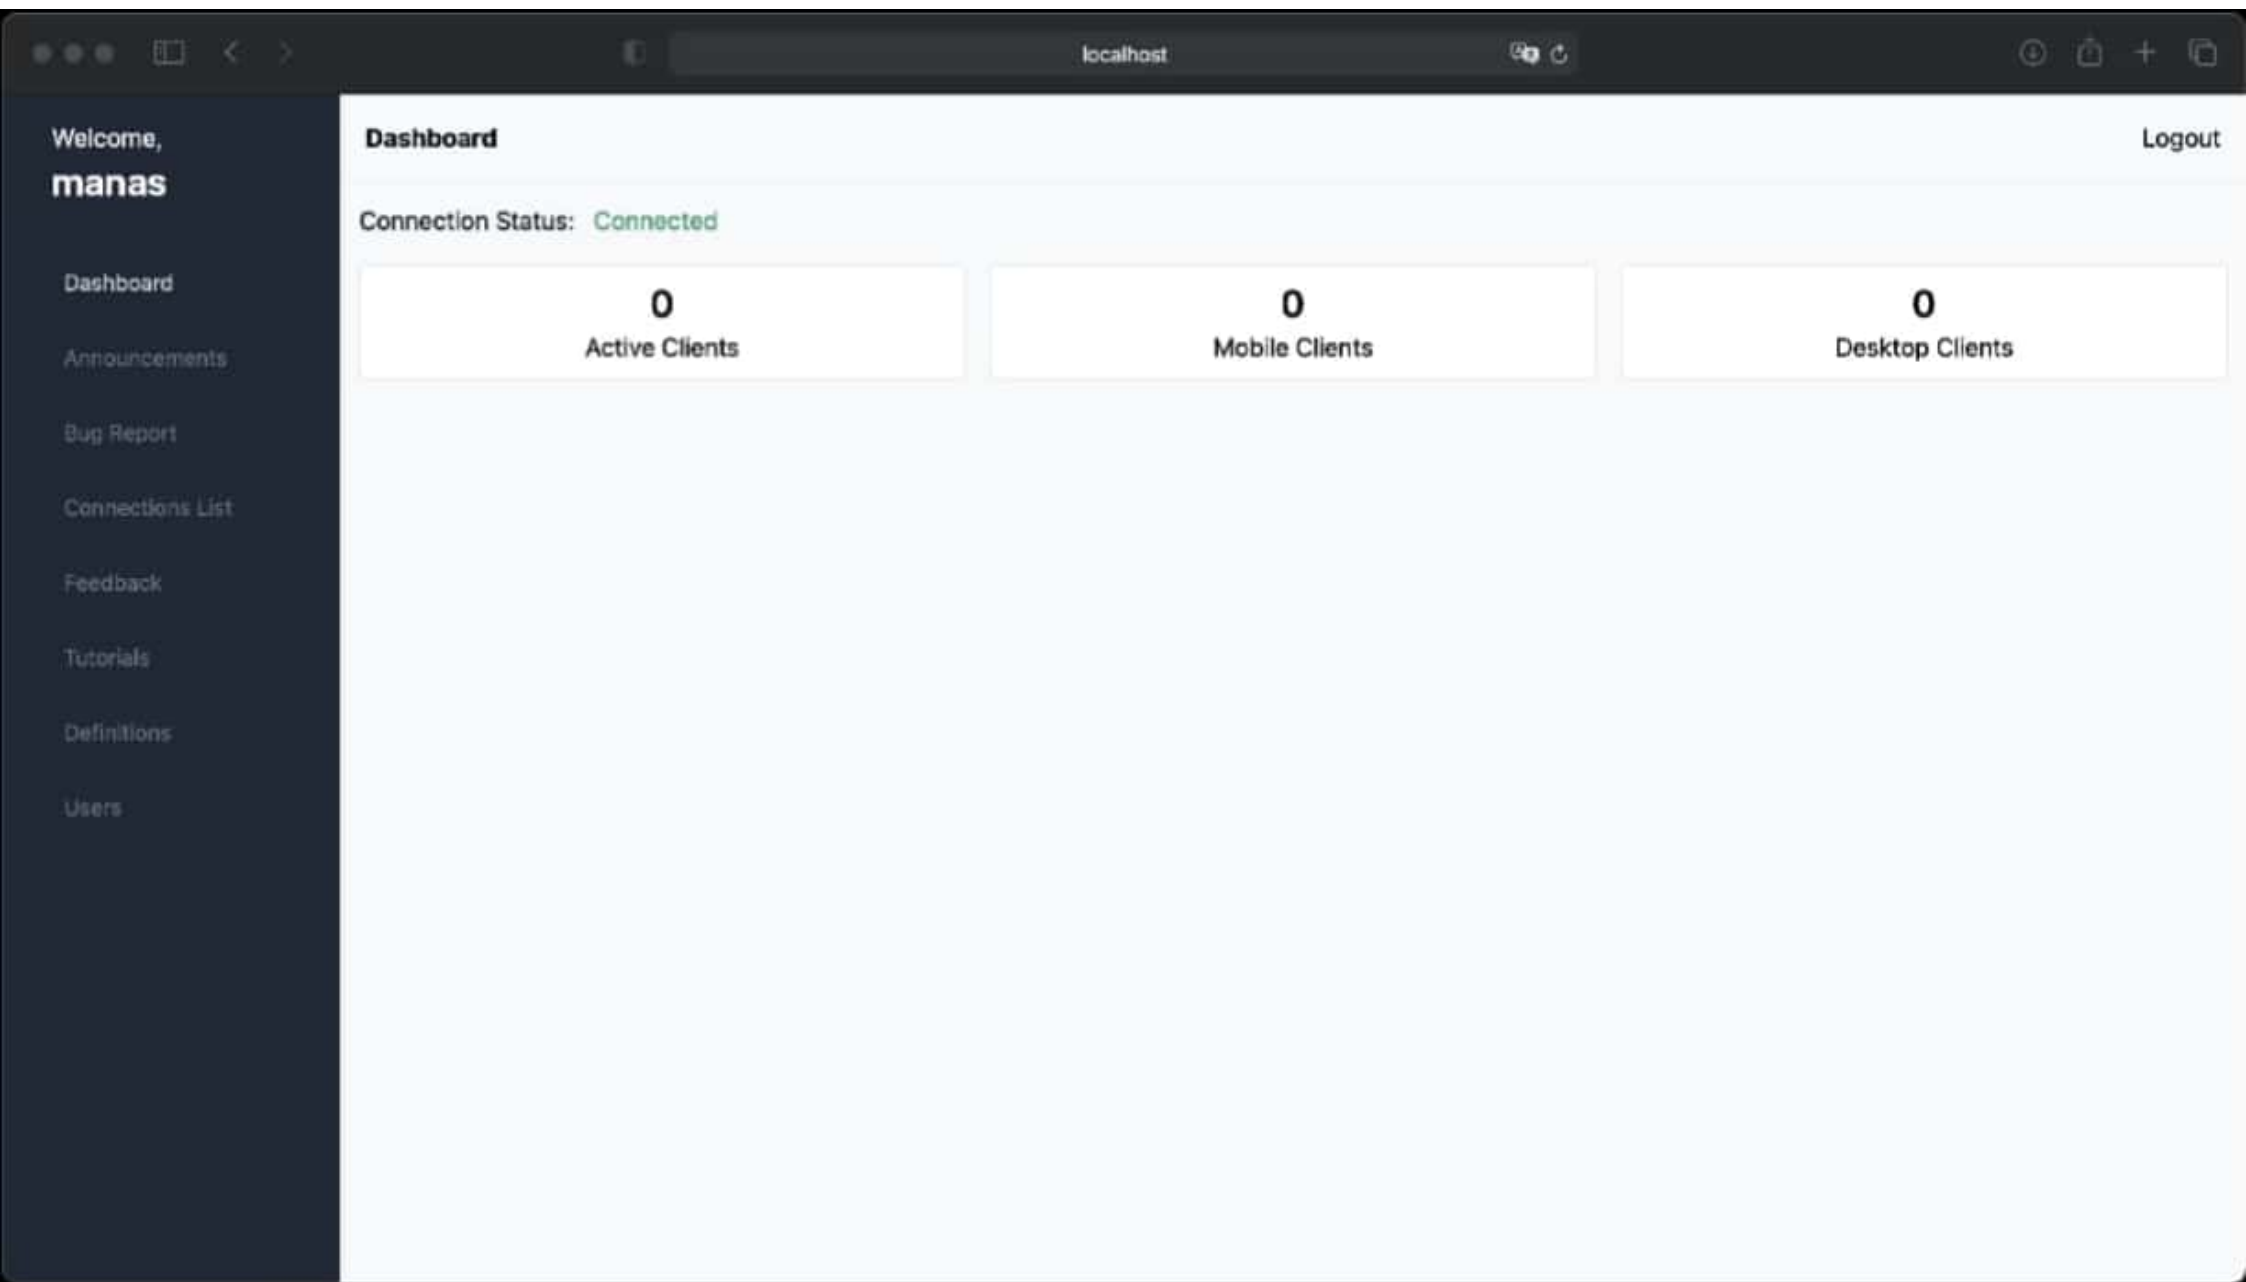 localhost
Welcome,
manas
Dashboard
Announcements
Bug Report
Connections List
Feedback
Tutorials
Definitions
Users
Dashboard
Logout
Connection Status: Connected
0
Active Clients
0
Mobile Clients
0
Desktop Clients